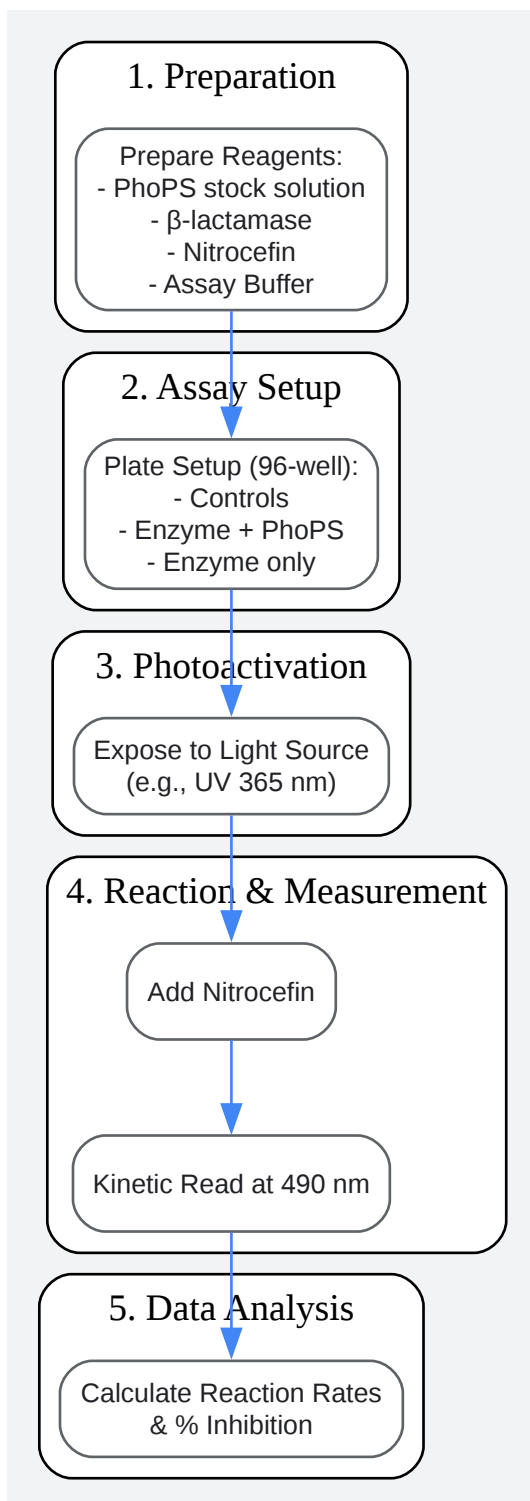 1. Preparation
Prepare Reagents:
- PhoPS stock solution
- β-lactamase
- Nitrocefin
- Assay Buffer
2. Assay Setup
Plate Setup (96-well):
- Controls
- Enzyme + PhoPS
- Enzyme only
3. Photoactivation
Expose to Light Source
(e.g., UV 365 nm)
4. Reaction & Measurement
Add Nitrocefin
Kinetic Read at 490 nm
5. Data Analysis
Calculate Reaction Rates
& % Inhibition